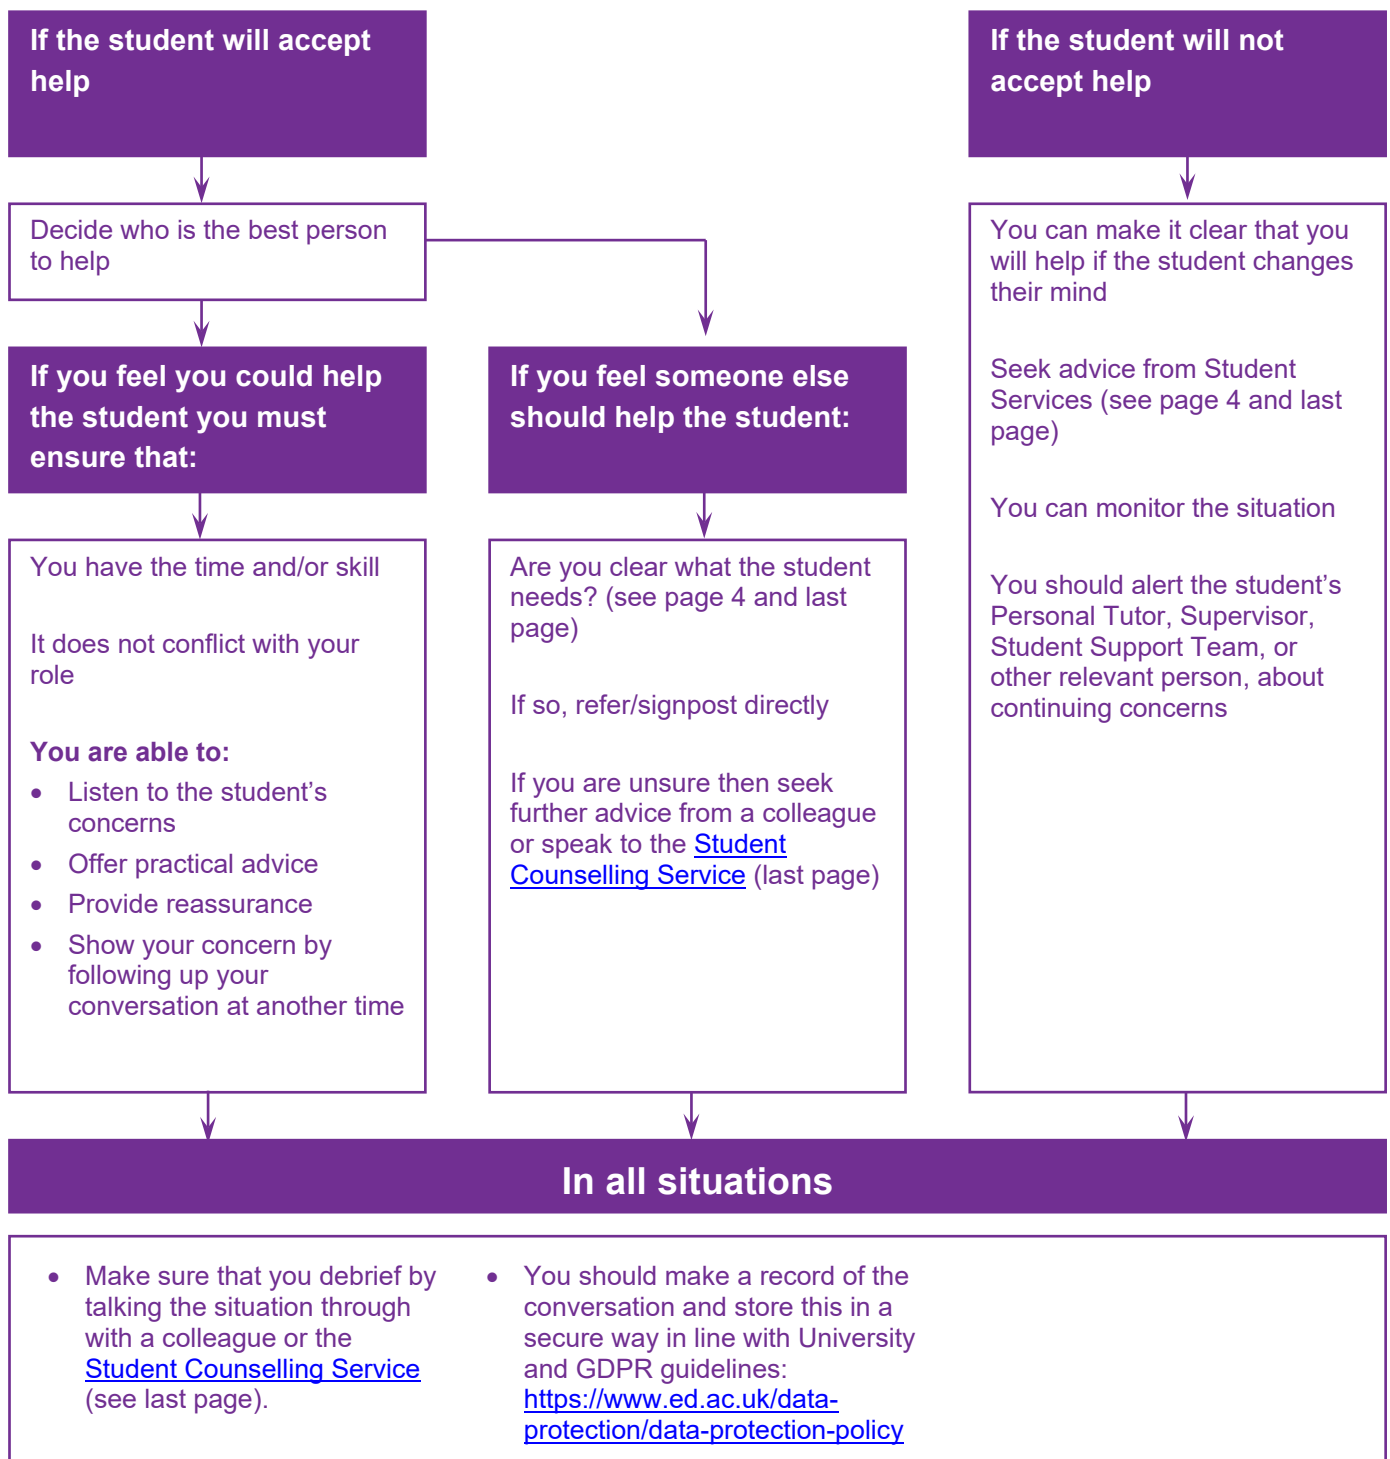 If the student will accept
help
If the student will not
accept help
Decide who is the best person
to help
If you feel you could help
the student you must
ensure that:
You have the time and/or skill
It does not conflict with your
role
You are able to:
• Listen to the student’s
concerns
• Offer practical advice
• Provide reassurance
• Show your concern by
following up your
conversation at another time
If you feel someone else
should help the student:
Are you clear what the student
needs? (see page 4 and last
page)
If so, refer/signpost directly
If you are unsure then seek
further advice from a colleague
or speak to the Student
Counselling Service (last page)
You can make it clear that you
will help if the student changes
their mind
Seek advice from Student
Services (see page 4 and last
page)
You can monitor the situation
You should alert the student’s
Personal Tutor, Supervisor,
Student Support Team, or
other relevant person, about
continuing concerns
In all situations
• Make sure that you debrief by
talking the situation through
with a colleague or the
Student Counselling Service
(see last page).
• You should make a record of the
conversation and store this in a
secure way in line with University
and GDPR guidelines:
https://www.ed.ac.uk/data-
protection/data-protection-policy